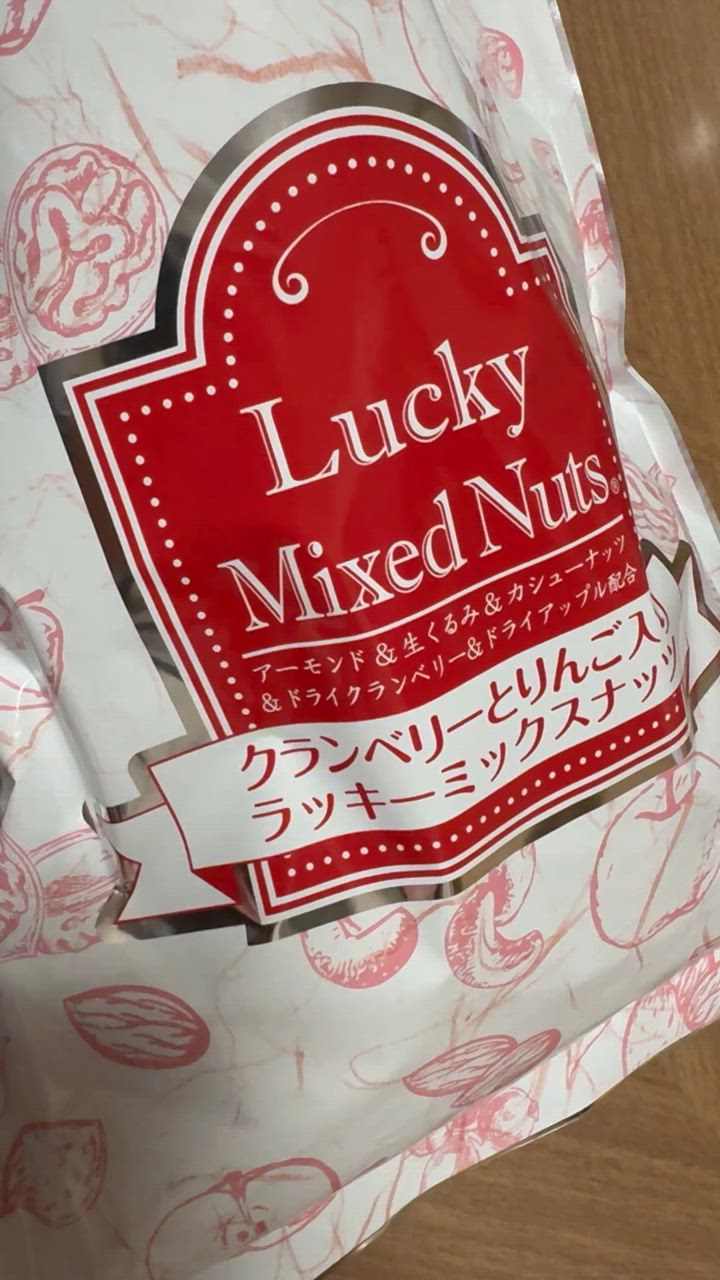 Lucky
Mixed Nuts®
アーモンド&生くるみ&カシューナッツ
&ドライクランベリー&ドライアップル配合
クランベリーとりんご入り
ラッキーミックスナッツ